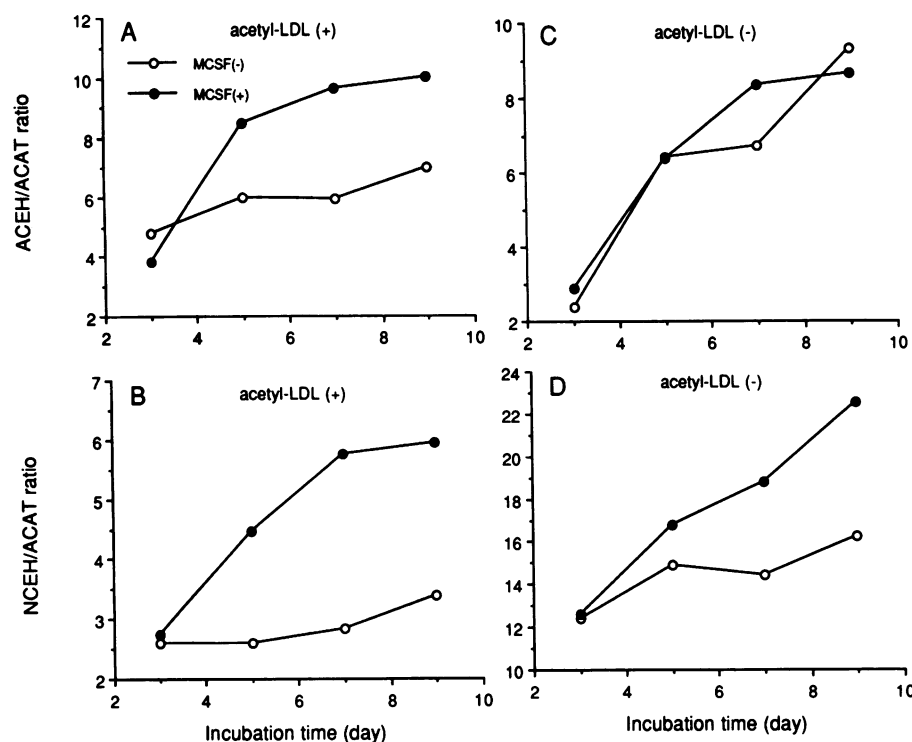 A
acetyl-LDL (+)
MCSF(-)
MCSF(+)
ACEH/ACAT ratio
12
10
8
6
4
2
2 4 6 8 10
C
acetyl-LDL (-)
10
8
6
4
2
2 4 6 8 10
B
acetyl-LDL (+)
NCEH/ACAT ratio
7
6
5
4
3
2
2 4 6 8 10
Incubation time (day)
D
acetyl-LDL (-)
24
22
20
18
16
14
12
10
2 4 6 8 10
Incubation time (day)